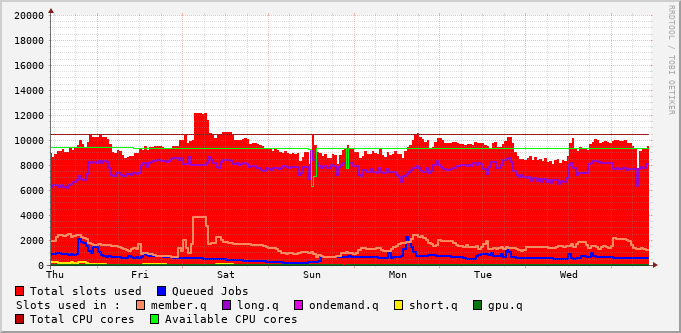 20000
18000
16000
14000
12000
10000
8000
6000
4000
2000
0
Thu Fri Sat Sun Mon Tue Wed
Total slots used Queued Jobs
Slots used in : member.q long.q ondemand.q short.q gpu.q
Total CPU cores Available CPU cores
RRDTOOL / TOBI OETIKER